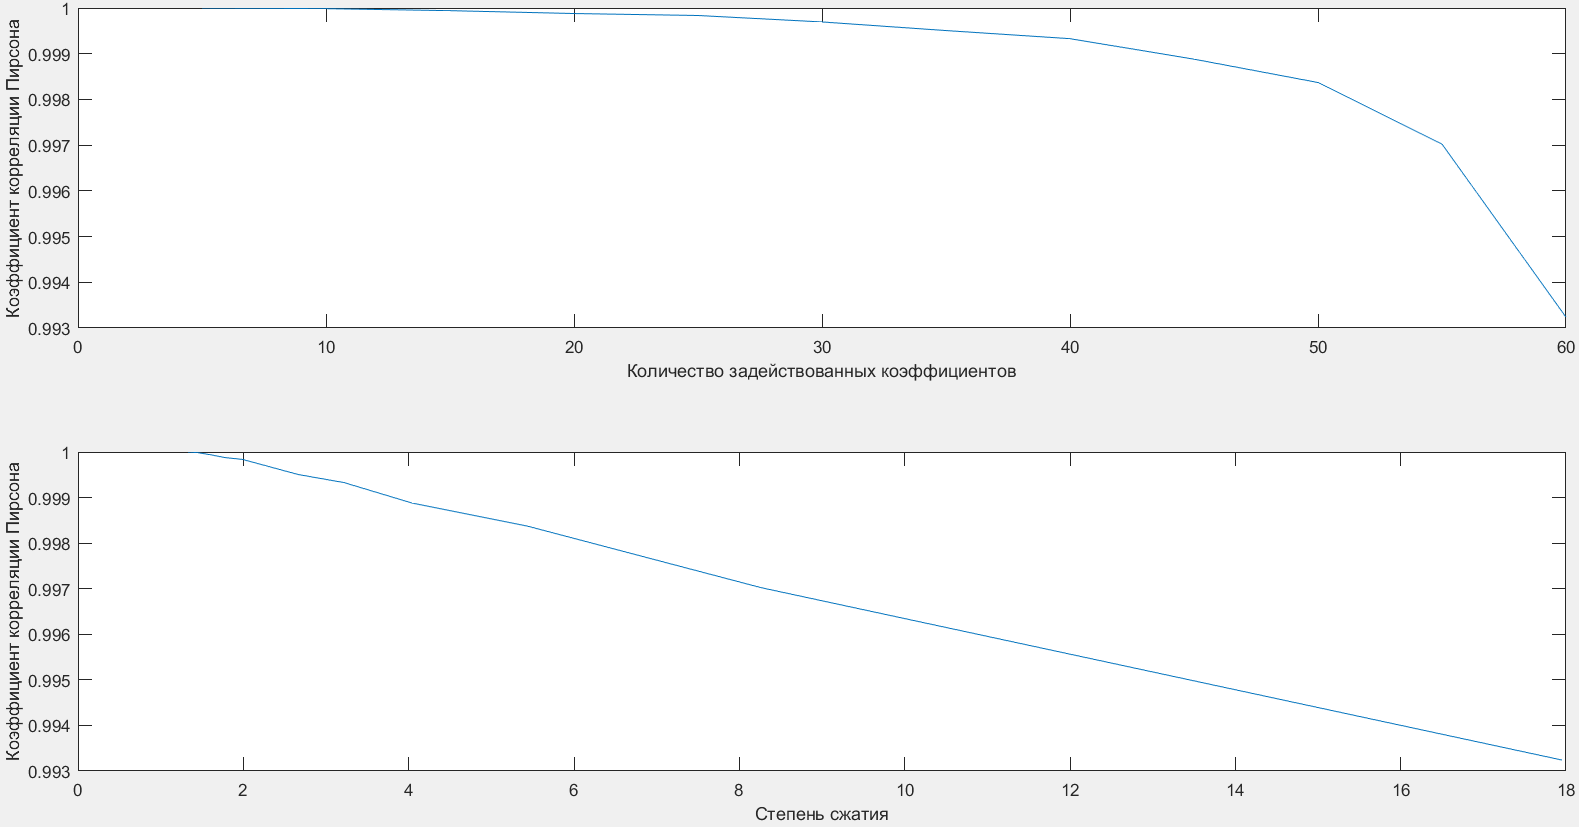 Коэффициент корреляции Пирсона
1
0.999
0.998
0.997
0.996
0.995
0.994
0.993
0 10 20 30 40 50 60
Количество задействованных коэффициентов
Коэффициент корреляции Пирсона
1
0.999
0.998
0.997
0.996
0.995
0.994
0.993
0 2 4 6 8 10 12 14 16 18
Степень сжатия